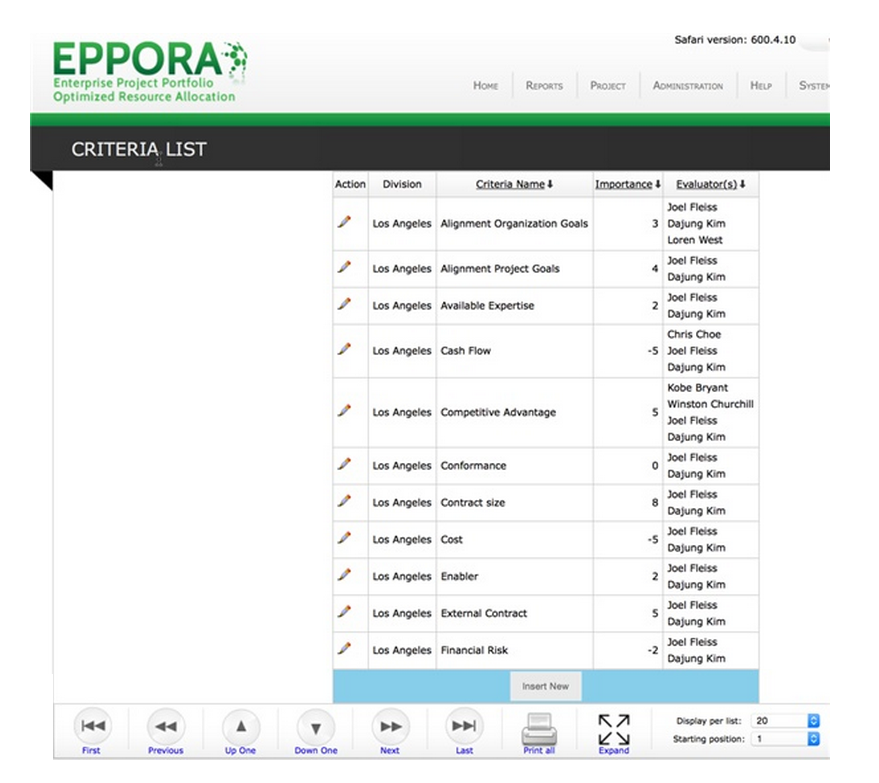 Safari version: 600.4.10
EPPORA
Enterprise Project Portfolio
Optimized Resource Allocation
HOME REPORTS PROJECT ADMINISTRATION HELP SYSTEM
CRITERIA LIST
Action Division Criteria Name Importance Evaluator(s)
Los Angeles Alignment Organization Goals 3 Joel Fleiss
Dajung Kim
Loren West
Los Angeles Alignment Project Goals 4 Joel Fleiss
Dajung Kim
Los Angeles Available Expertise 2 Joel Fleiss
Dajung Kim
Los Angeles Cash Flow -5 Chris Choe
Joel Fleiss
Dajung Kim
Los Angeles Competitive Advantage 5 Kobe Bryant
Winston Churchill
Joel Fleiss
Dajung Kim
Los Angeles Conformance 0 Joel Fleiss
Dajung Kim
Los Angeles Contract size 8 Joel Fleiss
Dajung Kim
Los Angeles Cost -5 Joel Fleiss
Dajung Kim
Los Angeles Enabler 2 Joel Fleiss
Dajung Kim
Los Angeles External Contract 5 Joel Fleiss
Dajung Kim
Los Angeles Financial Risk -2 Joel Fleiss
Dajung Kim
Insert New
First Previous Up One Down One Next Last Print all Expand
Display per list: 20
Starting position: 1